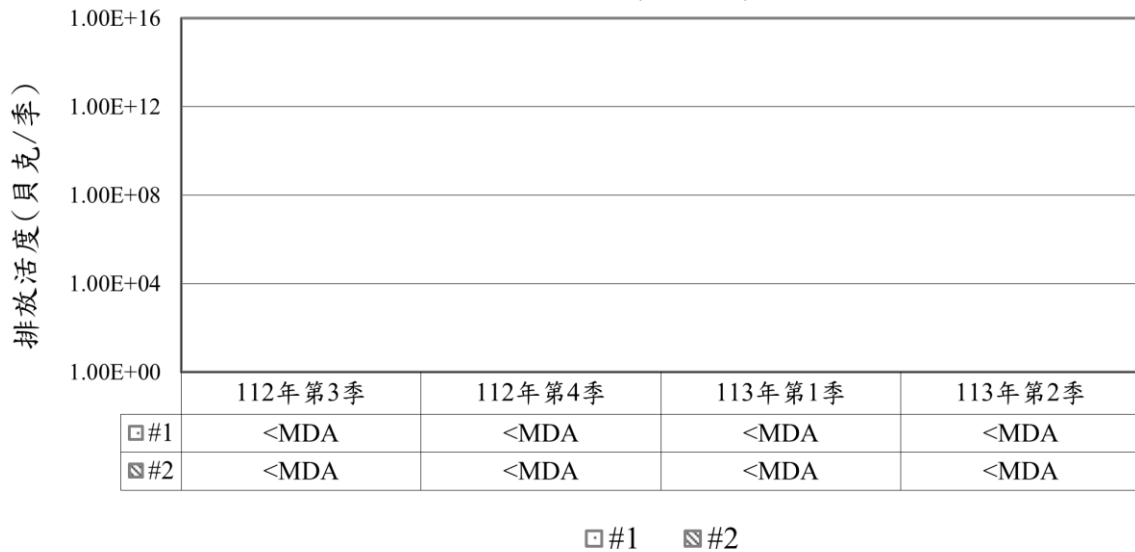 1.00E+16
1.00E+12
1.00E+08
1.00E+04
1.00E+00
排放活度(貝克/季)
112年第3季 112年第4季 113年第1季 113年第2季
#1 <MDA <MDA <MDA <MDA
#2 <MDA <MDA <MDA <MDA
#1 #2